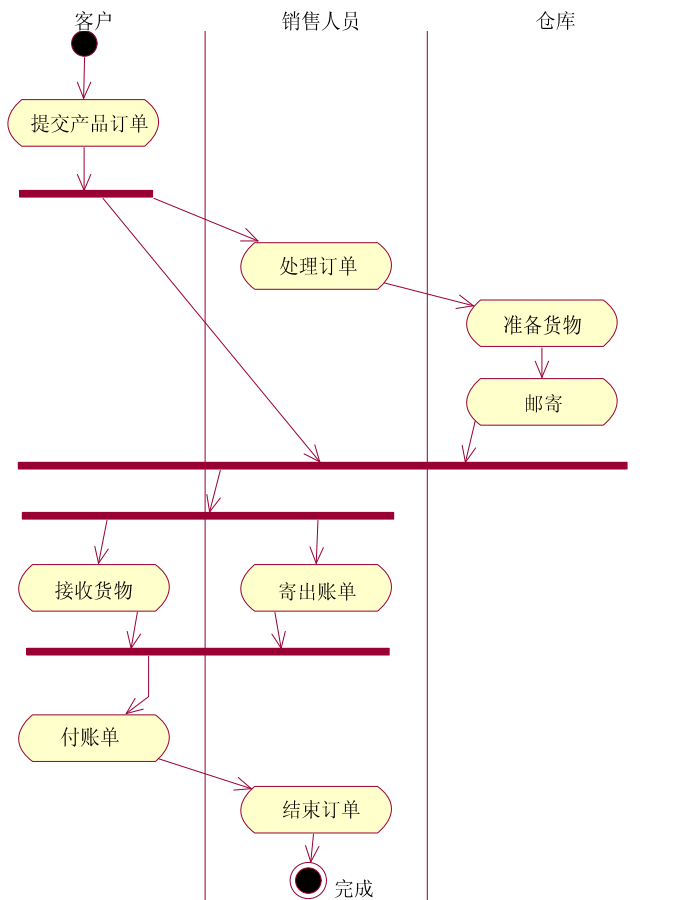 客户
销售人员
仓库
提交产品订单
处理订单
准备货物
邮寄
接收货物
寄出账单
付账单
结束订单
完成